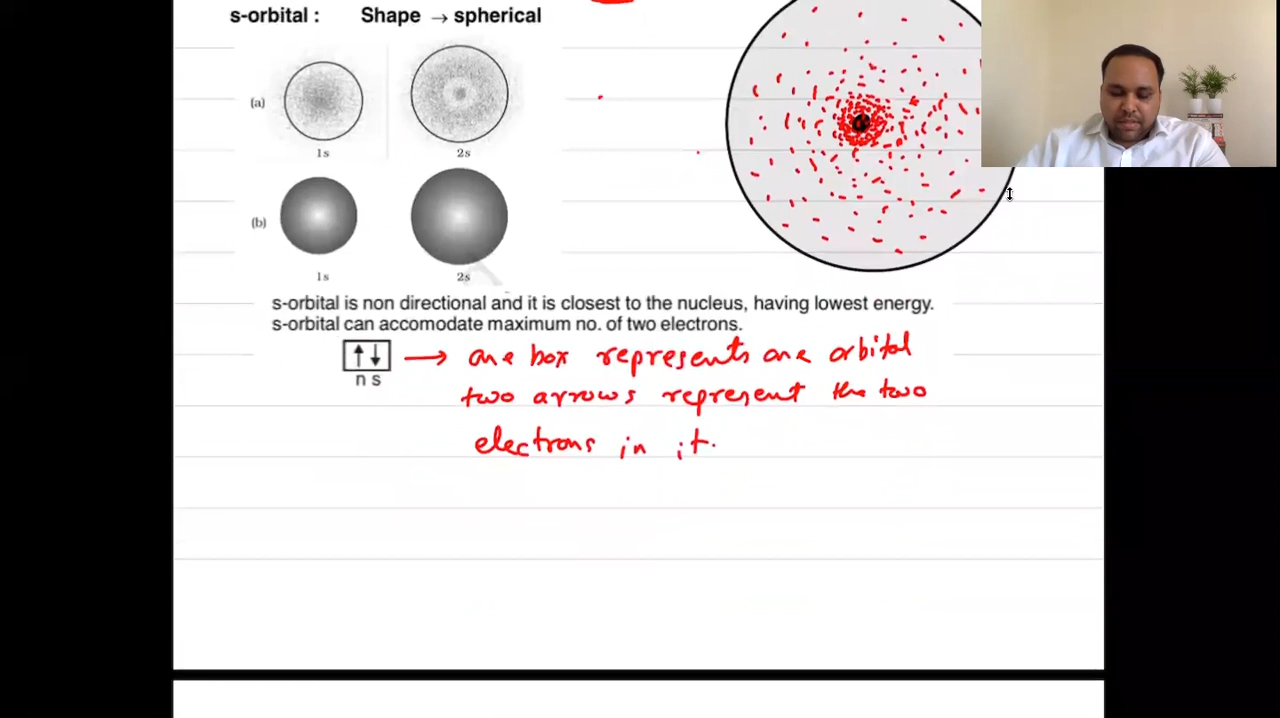 s-orbital : Shape → spherical
(a)
1s 2s
(b)
1s 2s
s-orbital is non directional and it is closest to the nucleus, having lowest energy.
s-orbital can accomodate maximum no. of two electrons.
↑↓ → one box represents one orbital
n s
two arrows represent the two
electrons in it.